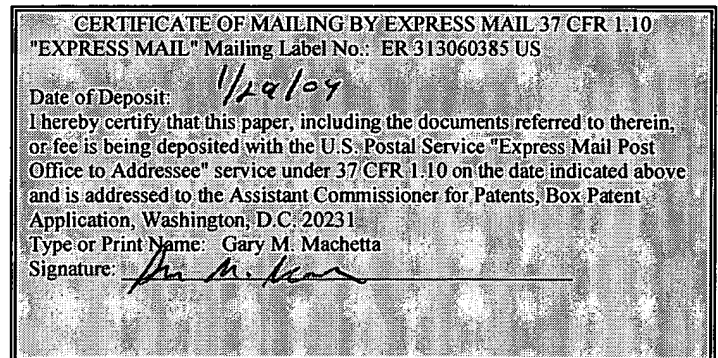 CERTIFICATE OF MAILING BY EXPRESS MAIL 37 CFR 1.10
"EXPRESS MAIL" Mailing Label No.: ER 313060385 US
Date of Deposit: 1/29/04
I hereby certify that this paper, including the documents referred to therein,
or fee is being deposited with the U.S. Postal Service "Express Mail Post
Office to Addressee" service under 37 CFR 1.10 on the date indicated above
and is addressed to the Assistant Commissioner for Patents, Box Patent
Application, Washington, D.C. 20231
Type or Print Name: Gary M. Machetta
Signature: